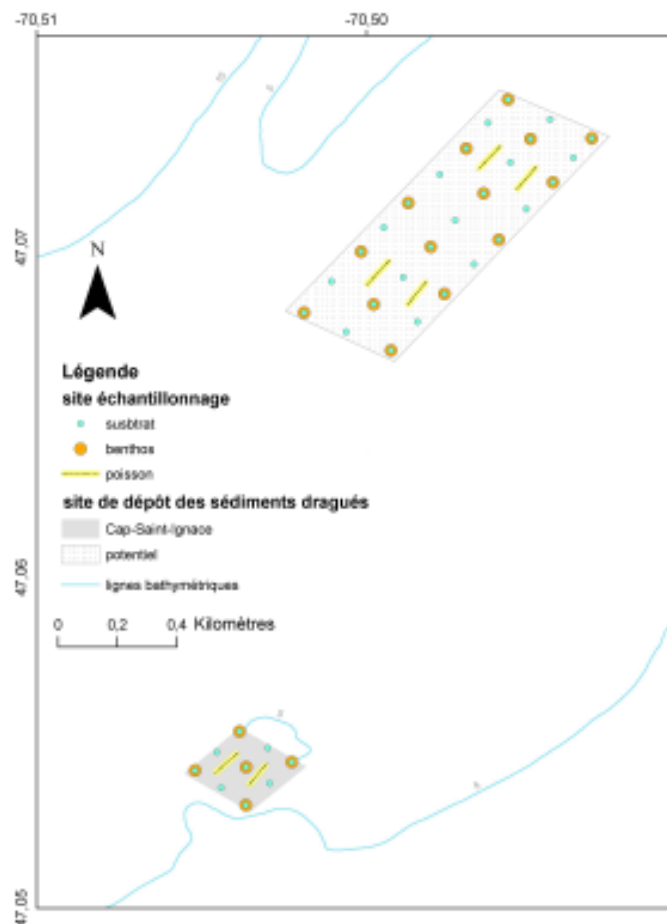 -70,51 -70,50
47,07
N
Légende
site échantillonnage
susbtrat
benthos
poisson
site de dépôt des sédiments dragués
Cap-Saint-Ignace
potentiel
lignes bathymétriques
47,06
0 0,2 0,4 Kilomètres
47,05